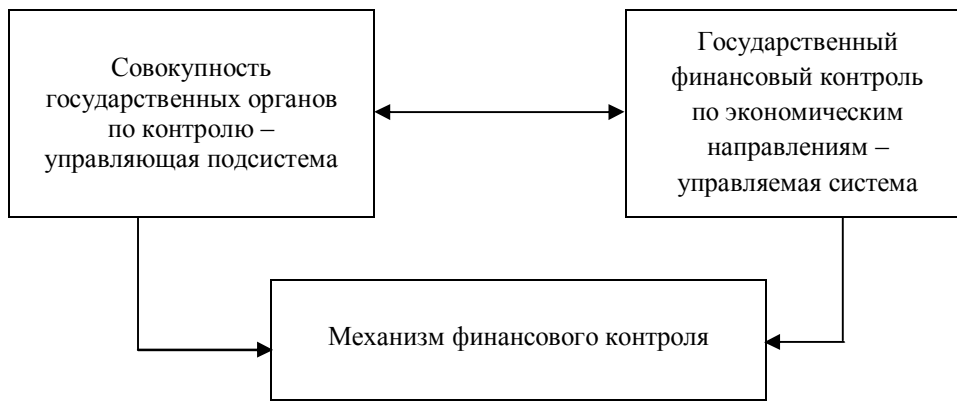 Совокупность
государственных органов
по контролю –
управляющая подсистема
Государственный
финансовый контроль
по экономическим
направлениям –
управляемая система
Механизм финансового контроля